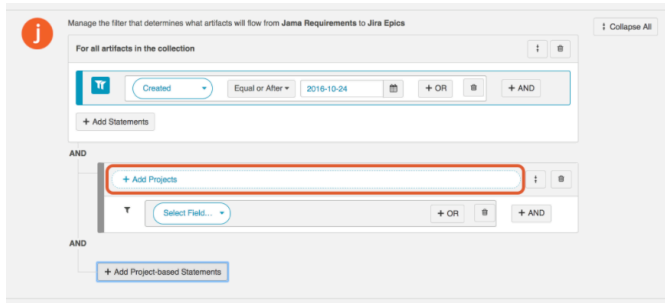 j
Manage the filter that determines what artifacts will flow from Jama Requirements to Jira Epics
Collapse All
For all artifacts in the collection
Created Equal or After 2016-10-24 + OR + AND
+ Add Statements
AND
+ Add Projects
Select Field... + OR + AND
AND
+ Add Project-based Statements